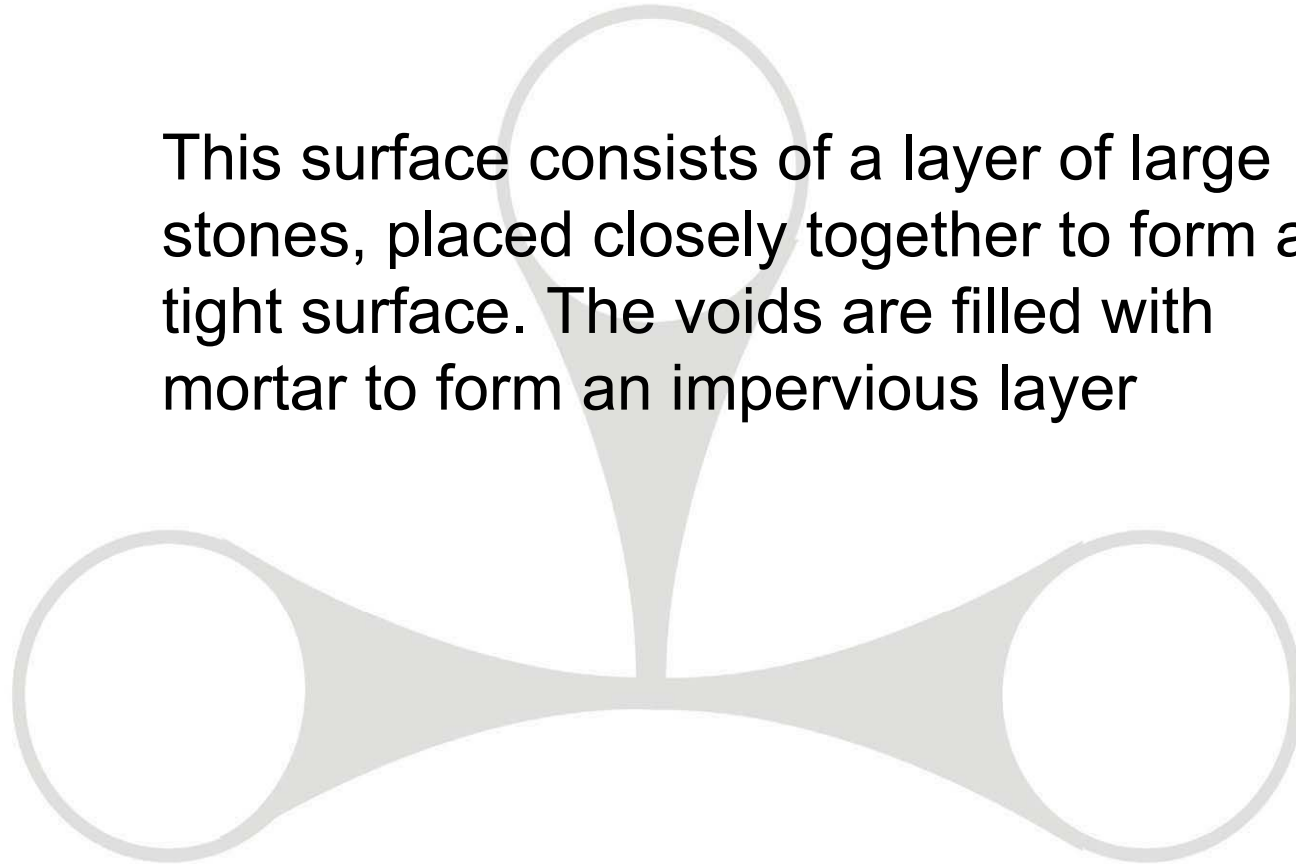 This surface consists of a layer of large
stones, placed closely together to form a
tight surface. The voids are filled with
mortar to form an impervious layer